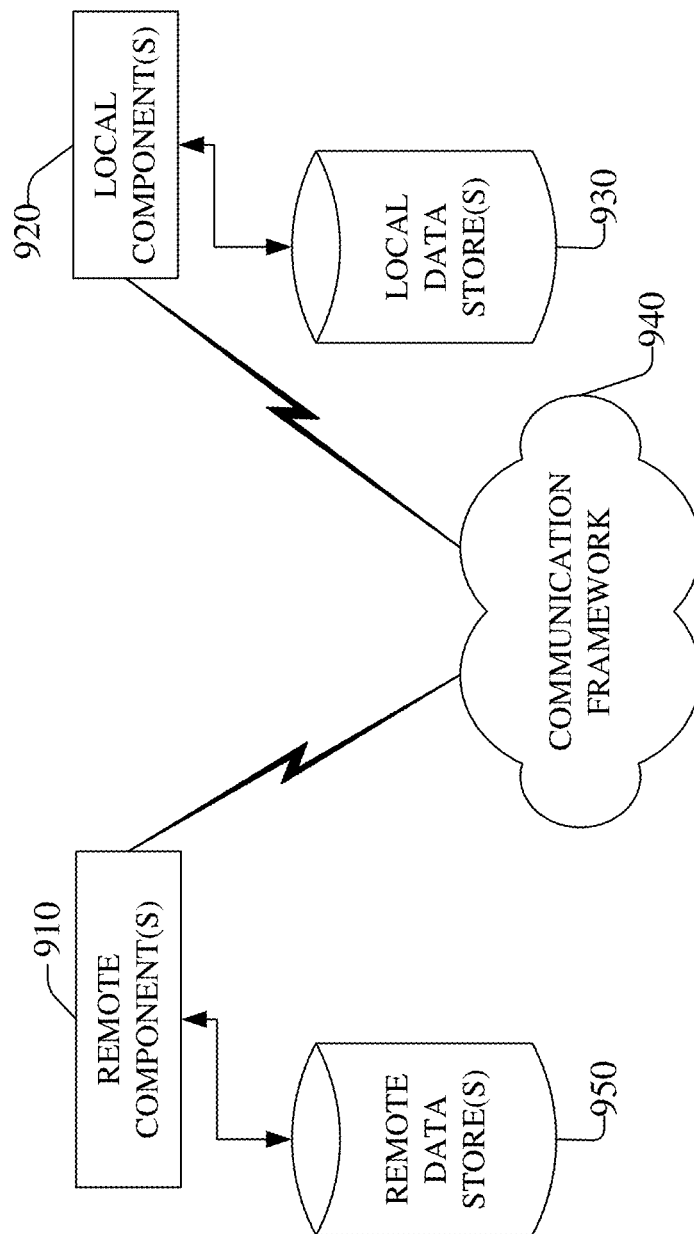 910
REMOTE
COMPONENT(S)
920
LOCAL
COMPONENT(S)
REMOTE
DATA
STORE(S)
950
LOCAL
DATA
STORE(S)
930
940
COMMUNICATION
FRAMEWORK